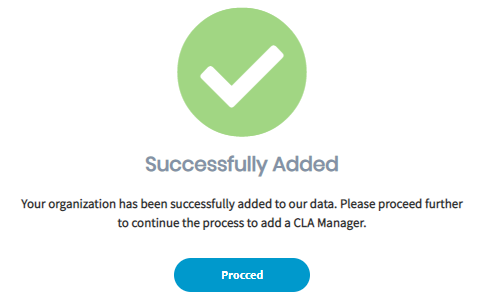 Successfully Added
Your organization has been successfully added to our data. Please proceed further
to continue the process to add a CLA Manager.
Procced